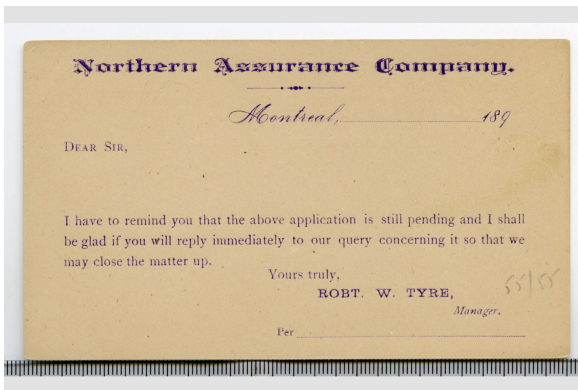 Northern Assurance Company.
Montreal, 189
DEAR SIR,
I have to remind you that the above application is still pending and I shall
be glad if you will reply immediately to our query concerning it so that we
may close the matter up.
Yours truly,
ROBT. W. TYRE,
55/55
Manager.
Per